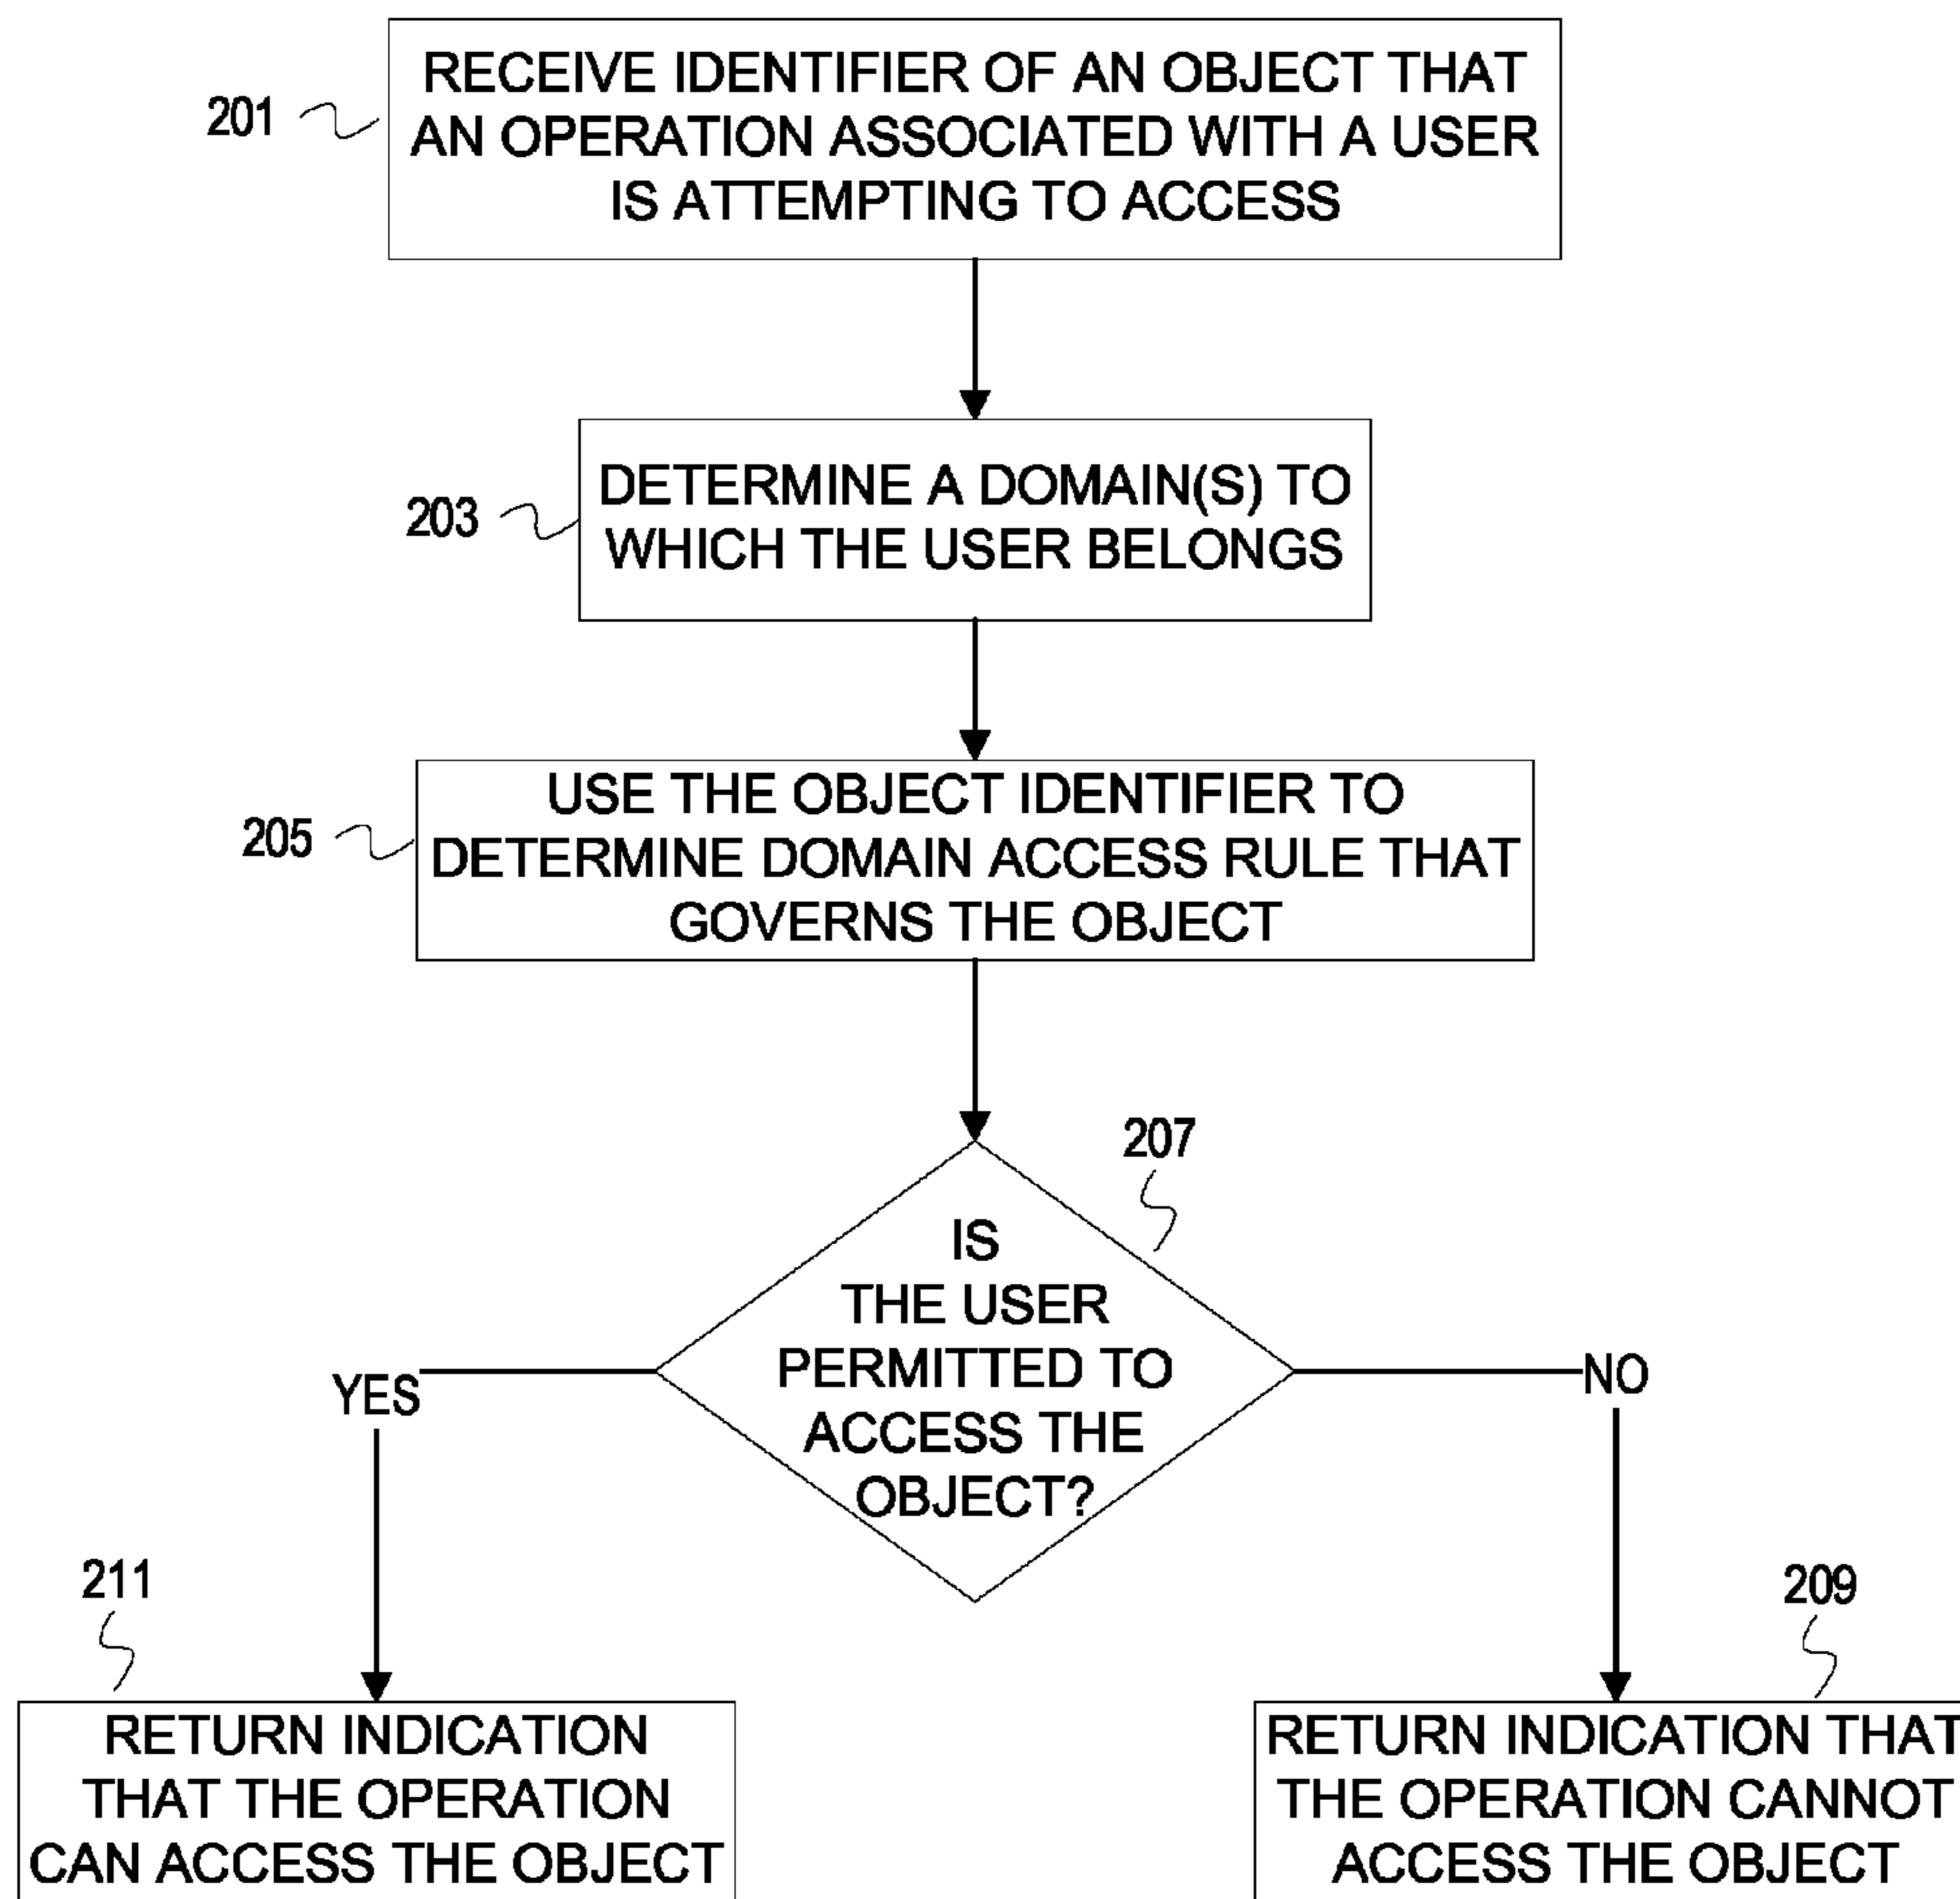 201
RECEIVE IDENTIFIER OF AN OBJECT THAT
AN OPERATION ASSOCIATED WITH A USER
IS ATTEMPTING TO ACCESS
203
DETERMINE A DOMAIN(S) TO
WHICH THE USER BELONGS
205
USE THE OBJECT IDENTIFIER TO
DETERMINE DOMAIN ACCESS RULE THAT
GOVERNS THE OBJECT
207
IS
THE USER
PERMITTED TO
ACCESS THE
OBJECT?
YES
NO
211
RETURN INDICATION
THAT THE OPERATION
CAN ACCESS THE OBJECT
209
RETURN INDICATION THAT
THE OPERATION CANNOT
ACCESS THE OBJECT